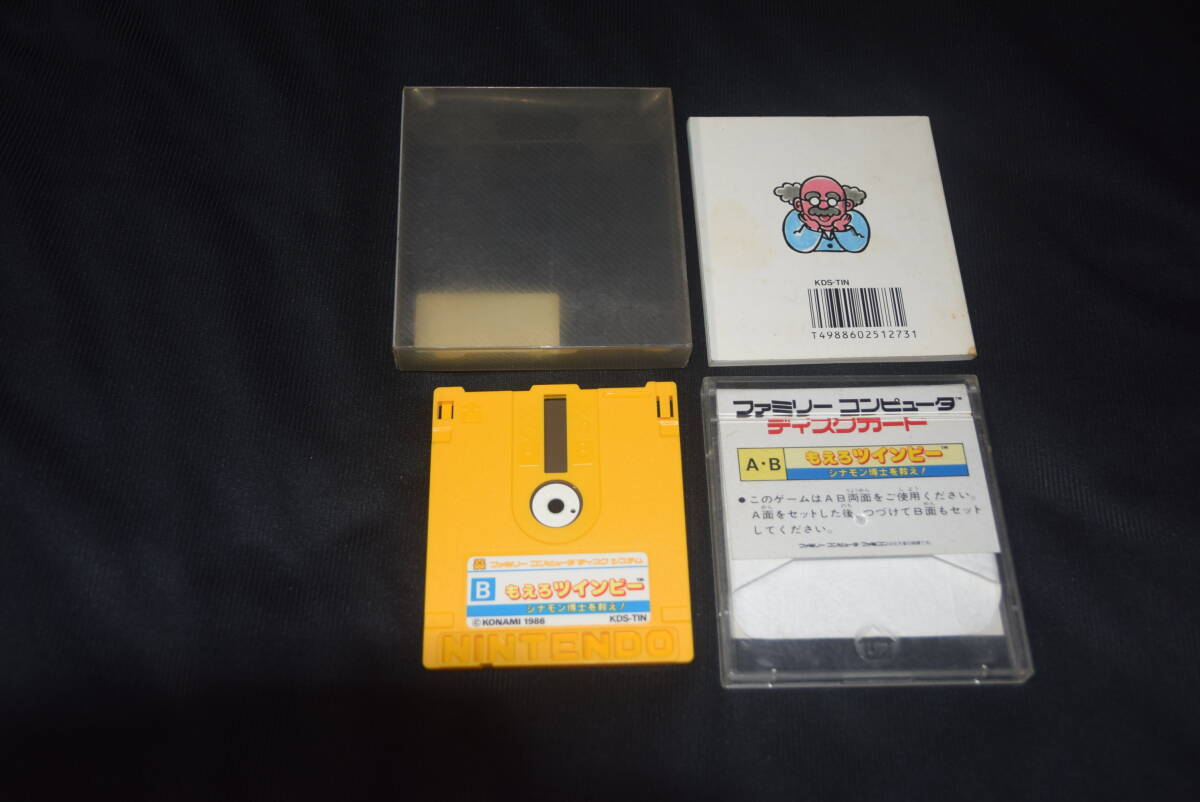 KDS-TIN
T4988602512731
ファミリー コンピュータ ディスク システム
B
もえろツインビー™
シナモン博士を救え!
©KONAMI 1986
KDS-TIN
NINTENDO
ファミリー コンピュータ™
ディスクカード
A・B
もえろツインビー™
シナモン博士を救え!
●このゲームはAB両面をご使用ください。
A面をセットした後、つづけてB面もセット
してください。